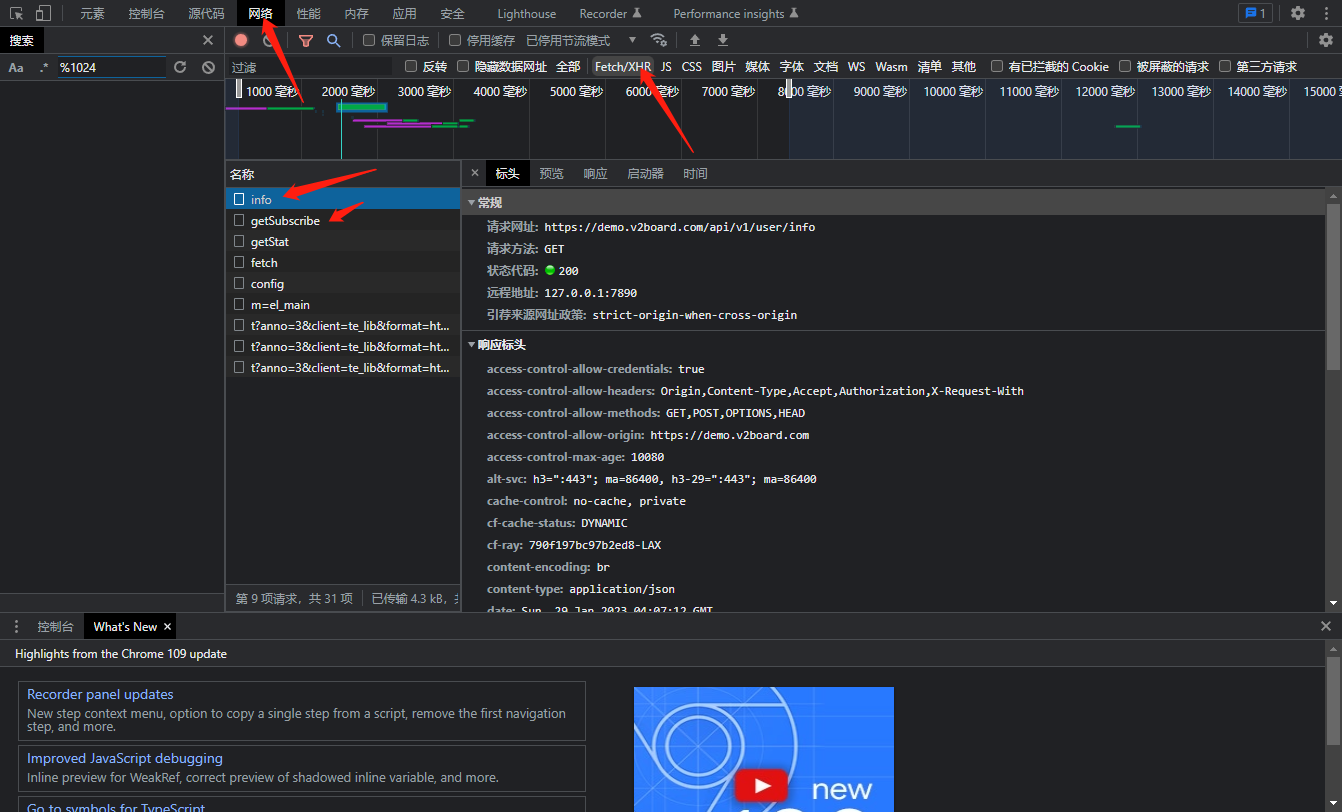 元素 控制台 源代码 网络 性能 内存 应用 安全 Lighthouse Recorder Performance insights 1
搜索 保留日志 停用缓存 已停用节流模式
Aa .* %1024 过滤 反转 隐藏数据网址 全部 Fetch/XHR JS CSS 图片 媒体 字体 文档 WS Wasm 清单 其他 有已拦截的 Cookie 被屏蔽的请求 第三方请求
1000 毫秒 2000 毫秒 3000 毫秒 4000 毫秒 5000 毫秒 6000 毫秒 7000 毫秒 8000 毫秒 9000 毫秒 10000 毫秒 11000 毫秒 12000 毫秒 13000 毫秒 14000 毫秒 15000
名称
info
getSubscribe
getStat
fetch
config
m=el_main
t?anno=3&client=te_lib&format=ht...
t?anno=3&client=te_lib&format=ht...
t?anno=3&client=te_lib&format=ht...
第 9 项请求，共 31 项 已传输 4.3 kB，
× 标头 预览 响应 启动器 时间
常规
请求网址: https://demo.v2board.com/api/v1/user/info
请求方法: GET
状态代码: 200
远程地址: 127.0.0.1:7890
引荐来源网址政策: strict-origin-when-cross-origin
响应标头
access-control-allow-credentials: true
access-control-allow-headers: Origin,Content-Type,Accept,Authorization,X-Request-With
access-control-allow-methods: GET,POST,OPTIONS,HEAD
access-control-allow-origin: https://demo.v2board.com
access-control-max-age: 10080
alt-svc: h3=":443"; ma=86400, h3-29=":443"; ma=86400
cache-control: no-cache, private
cf-cache-status: DYNAMIC
cf-ray: 790f197bc97b2ed8-LAX
content-encoding: br
content-type: application/json
date: Sun, 29 Jan 2023 04:07:12 GMT
控制台 What's New ×
Highlights from the Chrome 109 update
Recorder panel updates
New step context menu, option to copy a single step from a script, remove the first navigation
step, and more.
Improved JavaScript debugging
Inline preview for WeakRef, correct preview of shadowed inline variable, and more.
Go to symbols for TypeScript
new